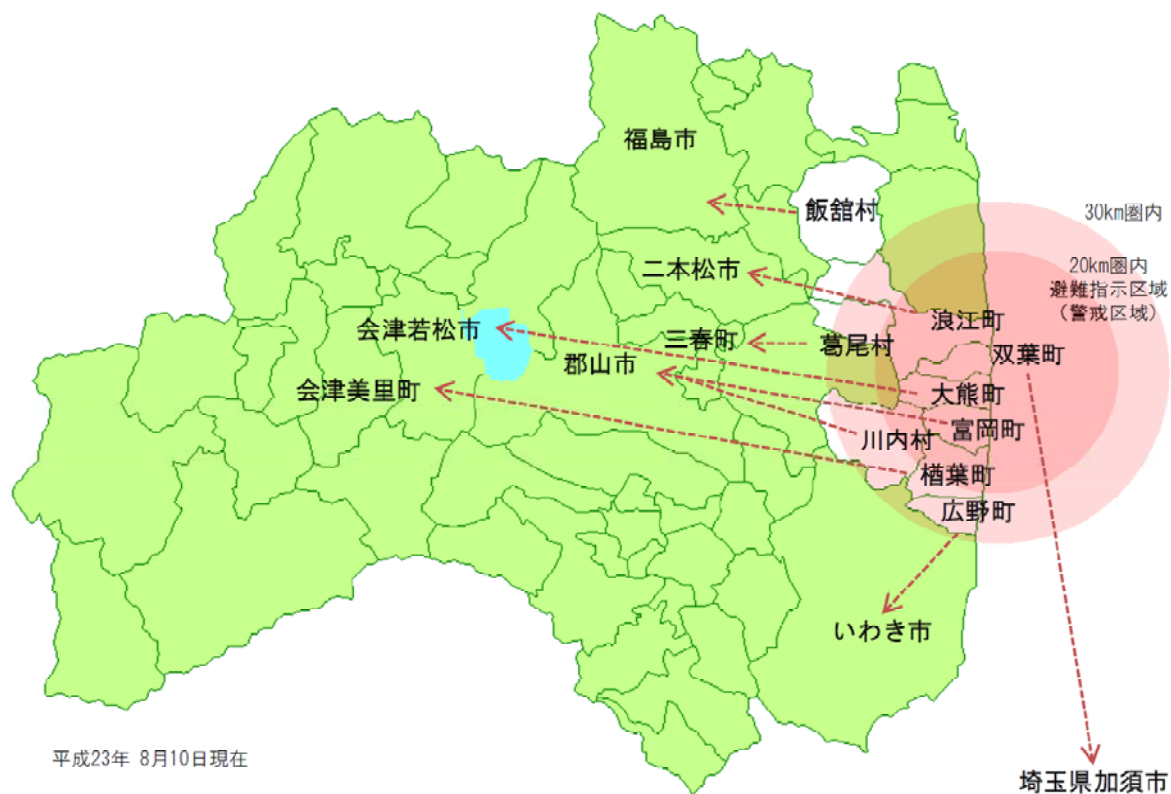 福島市
飯舘村
30km圏内
二本松市
20km圏内
避難指示区域
（警戒区域）
浪江町
会津若松市
三春町
葛尾村
双葉町
郡山市
会津美里町
大熊町
川内村
富岡町
楢葉町
広野町
いわき市
平成23年 8月10日現在
埼玉県加須市